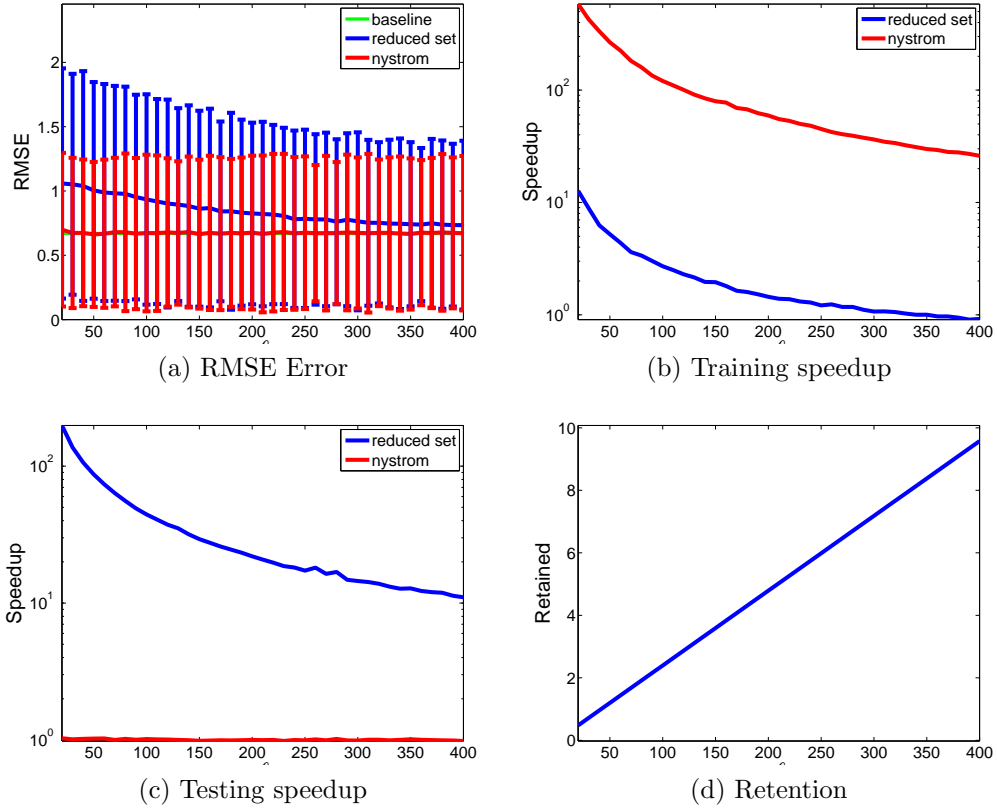 baseline
reduced set
nystrom
RMSE
2
1.5
1
0.5
0
50 100 150 200 250 300 350 400
(a) RMSE Error
reduced set
nystrom
Speedup
10^2
10^1
10^0
50 100 150 200 250 300 350 400
(b) Training speedup
reduced set
nystrom
Speedup
10^2
10^1
10^0
50 100 150 200 250 300 350 400
(c) Testing speedup
Retained
10
8
6
4
2
0
50 100 150 200 250 300 350 400
(d) Retention